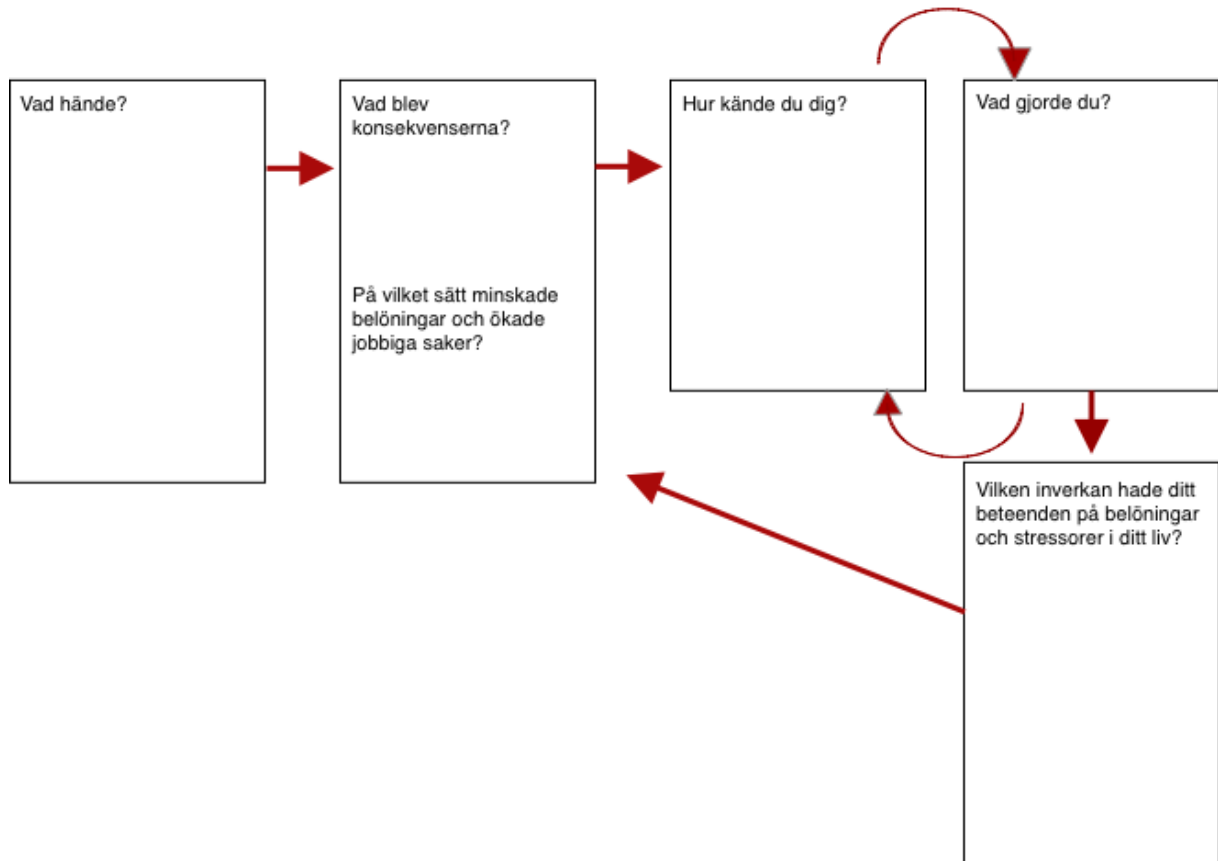 Vad hände?
Vad blev
konsekvenserna?
På vilket sätt minskade
belöningar och ökade
jobbiga saker?
Hur kände du dig?
Vad gjorde du?
Vilken inverkan hade ditt
beteenden på belöningar
och stressorer i ditt liv?